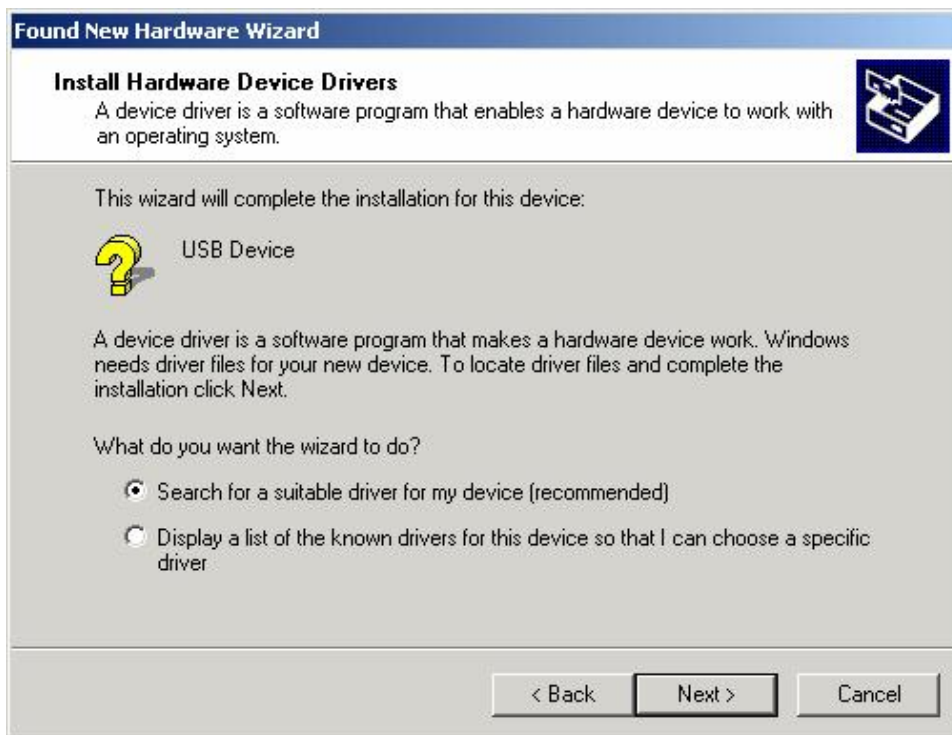 Found New Hardware Wizard
Install Hardware Device Drivers
A device driver is a software program that enables a hardware device to work with
an operating system.
This wizard will complete the installation for this device:
USB Device
A device driver is a software program that makes a hardware device work. Windows
needs driver files for your new device. To locate driver files and complete the
installation click Next.
What do you want the wizard to do?
Search for a suitable driver for my device (recommended)
Display a list of the known drivers for this device so that I can choose a specific
driver
< Back Next > Cancel